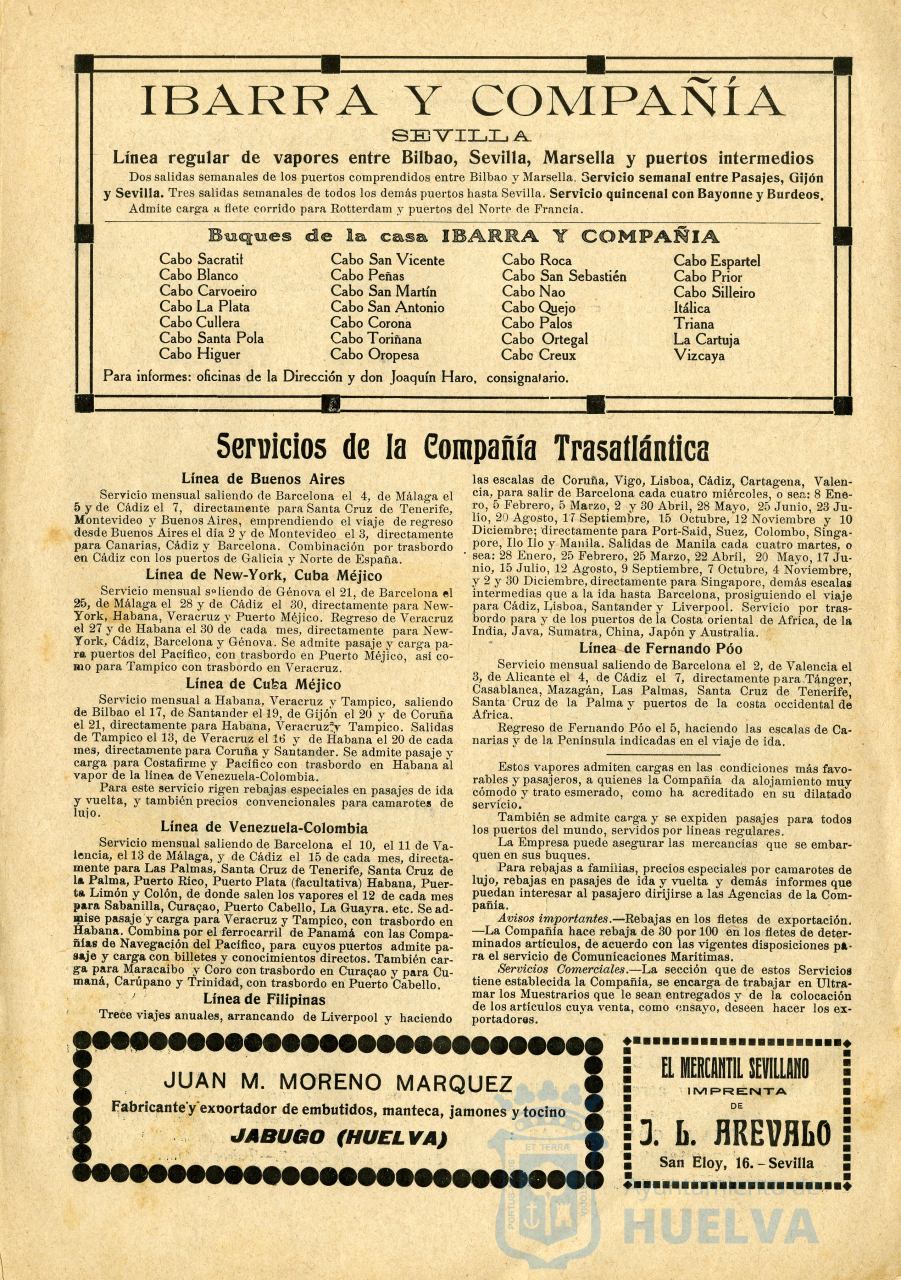 IBARRA Y COMPAÑÍA
SEVILLA
Línea regular de vapores entre Bilbao, Sevilla, Marsella y puertos intermedios
Dos salidas semanales de los puertos comprendidos entre Bilbao y Marsella. Servicio semanal entre Pasajes, Gijón
y Sevilla. Tres salidas semanales de todos los demás puertos hasta Sevilla. Servicio quincenal con Bayonne y Burdeos.
Admite carga a flete corrido para Rotterdam y puertos del Norte de Francia.
Buques de la casa IBARRA Y COMPAÑIA
Cabo Sacratif
Cabo Blanco
Cabo Carvoeiro
Cabo La Plata
Cabo Cullera
Cabo Santa Pola
Cabo Higuer
Cabo San Vicente
Cabo Peñas
Cabo San Martín
Cabo San Antonio
Cabo Corona
Cabo Toriñana
Cabo Oropesa
Cabo Roca
Cabo San Sebastién
Cabo Nao
Cabo Quejo
Cabo Palos
Cabo Ortegal
Cabo Creux
Cabo Espartel
Cabo Prior
Cabo Silleiro
Itálica
Triana
La Cartuja
Vizcaya
Para informes: oficinas de la Dirección y don Joaquín Haro, consignatario.
Servicios de la Compañía Trasatlántica
Línea de Buenos Aires
Servicio mensual saliendo de Barcelona el 4, de Málaga el
5 y de Cádiz el 7, directamente para Santa Cruz de Tenerife,
Montevideo y Buenos Aires, emprendiendo el viaje de regreso
desde Buenos Aires el día 2 y de Montevideo el 3, directamente
para Canarias, Cádiz y Barcelona. Combinación por trasbordo
en Cádiz con los puertos de Galicia y Norte de España.
Línea de New-York, Cuba Méjico
Servicio mensual saliendo de Génova el 21, de Barcelona el
25, de Málaga el 28 y de Cádiz el 30, directamente para New-
York, Habana, Veracruz y Puerto Méjico. Regreso de Veracruz
el 27 y de Habana el 30 de cada mes, directamente para New-
York, Cádiz, Barcelona y Génova. Se admite pasaje y carga pa-
ra puertos del Pacífico, con trasbordo en Puerto Méjico, así co-
mo para Tampico con trasbordo en Veracruz.
Línea de Cuba Méjico
Servicio mensual a Habana, Veracruz y Tampico, saliendo
de Bilbao el 17, de Santander el 19, de Gijón el 20 y de Coruña
el 21, directamente para Habana, Veracruz y Tampico. Salidas
de Tampico el 13, de Veracruz el 16 y de Habana el 20 de cada
mes, directamente para Coruña y Santander. Se admite pasaje y
carga para Costafirme y Pacífico con trasbordo en Habana al
vapor de la línea de Venezuela-Colombia.
Para este servicio rigen rebajas especiales en pasajes de ida
y vuelta, y también precios convencionales para camarotes de
lujo.
Línea de Venezuela-Colombia
Servicio mensual saliendo de Barcelona el 10, el 11 de Va-
lencia, el 13 de Málaga, y de Cádiz el 15 de cada mes, directa-
mente para Las Palmas, Santa Cruz de Tenerife, Santa Cruz de
la Palma, Puerto Rico, Puerto Plata (facultativa) Habana, Puer-
ta Limón y Colón, de donde salen los vapores el 12 de cada mes
para Sabanilla, Curaçao, Puerto Cabello, La Guayra. etc. Se ad-
mise pasaje y carga para Veracruz y Tampico, con trasbordo en
Habana. Combina por el ferrocarril de Panamá con las Compa-
ñías de Navegación del Pacífico, para cuyos puertos admite pa-
saje y carga con billetes y conocimientos directos. También car-
ga para Maracaibo y Coro con trasbordo en Curaçao y para Cu-
maná, Carúpano y Trinidad, con trasbordo en Puerto Cabello.
Línea de Filipinas
Trece viajes anuales, arrancando de Liverpool y haciendo
las escalas de Coruña, Vigo, Lisboa, Cádiz, Cartagena, Valen-
cia, para salir de Barcelona cada cuatro miércoles, o sea: 8 Ene-
ro, 5 Febrero, 5 Marzo, 2 y 30 Abril, 28 Mayo, 25 Junio, 23 Ju-
lio, 20 Agosto, 17 Septiembre, 15 Octubre, 12 Noviembre y 10
Diciembre; directamente para Port-Said, Suez, Colombo, Singa-
pore, Ilo Ilo y Manila. Salidas de Manila cada cuatro martes, o
sea: 28 Enero, 25 Febrero, 25 Marzo, 22 Abril, 20 Mayo, 17 Ju-
nio, 15 Julio, 12 Agosto, 9 Septiembre, 7 Octubre, 4 Noviembre,
y 2 y 30 Diciembre, directamente para Singapore, demás escalas
intermedias que a la ida hasta Barcelona, prosiguiendo el viaje
para Cádiz, Lisboa, Santander y Liverpool. Servicio por tras-
bordo para y de los puertos de la Costa oriental de Africa, de la
India, Java, Sumatra, China, Japón y Australia.
Línea de Fernando Póo
Servicio mensual saliendo de Barcelona el 2, de Valencia el
3, de Alicante el 4, de Cádiz el 7, directamente para Tánger,
Casablanca, Mazagán, Las Palmas, Santa Cruz de Tenerife,
Santa Cruz de la Palma y puertos de la costa occidental de
Africa.
Regreso de Fernando Póo el 5, haciendo las escalas de Ca-
narias y de la Península indicadas en el viaje de ida.
Estos vapores admiten cargas en las condiciones más favo-
rables y pasajeros, a quienes la Compañía da alojamiento muy
cómodo y trato esmerado, como ha acreditado en su dilatado
servicio.
También se admite carga y se expiden pasajes para todos
los puertos del mundo, servidos por líneas regulares.
La Empresa puede asegurar las mercancías que se embar-
quen en sus buques.
Para rebajas a familias, precios especiales por camarotes de
lujo, rebajas en pasajes de ida y vuelta y demás informes que
puedan interesar al pasajero dirijirse a las Agencias de la Com-
pañía.
Avisos importantes.—Rebajas en los fletes de exportación.
—La Compañía hace rebaja de 30 por 100 en los fletes de deter-
minados artículos, de acuerdo con las vigentes disposiciones pa-
ra el servicio de Comunicaciones Marítimas.
Servicios Comerciales.—La sección que de estos Servicios
tiene establecida la Compañía, se encarga de trabajar en Ultra-
mar los Muestrarios que le sean entregados y de la colocación
de los artículos cuya venta, como ensayo, deseen hacer los ex-
portadores.
JUAN M. MORENO MARQUEZ
Fabricante y exportador de embutidos, manteca, jamones y tocino
JABUGO (HUELVA)
EL MERCANTIL SEVILLANO
IMPRENTA
DE
J. L. AREVALO
San Eloy, 16. - Sevilla
ET TERRA
PORTUS
Ayuntamiento de
HUELVA